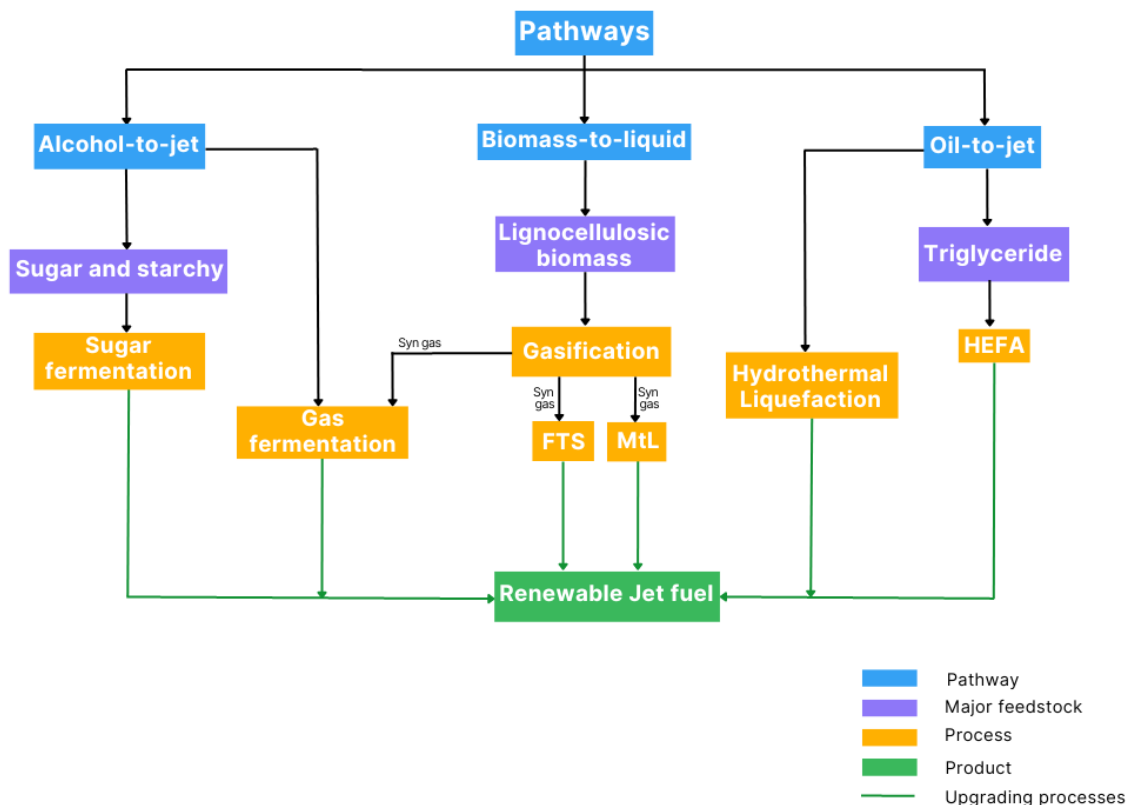 Pathways
Alcohol-to-jet
Biomass-to-liquid
Oil-to-jet
Lignocellulosic
biomass
Triglyceride
Sugar and starchy
Sugar
fermentation
Syn gas
Gasification
HEFA
Hydrothermal
Liquefaction
Syn
gas
Syn
gas
Gas
fermentation
FTS
MtL
Renewable Jet fuel
Pathway
Major feedstock
Process
Product
Upgrading processes